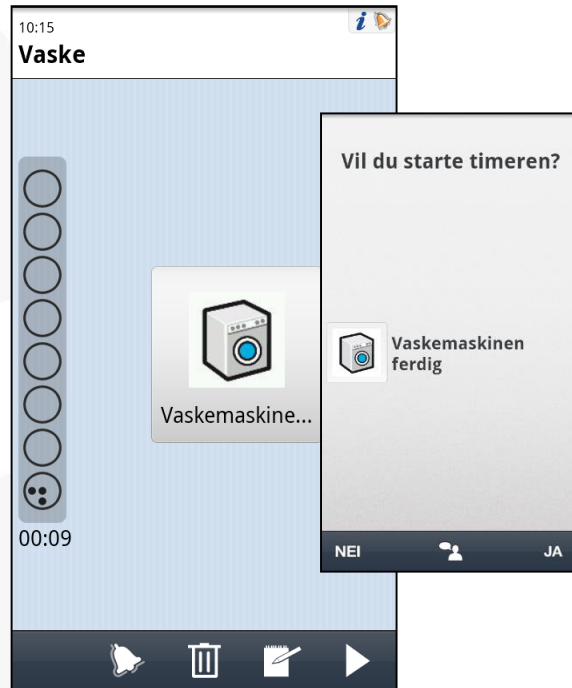 10:15
Vaske
Vil du starte timeren?
Vaskemaskinen
ferdig
Vaskemaskine...
00:09
NEI
JA